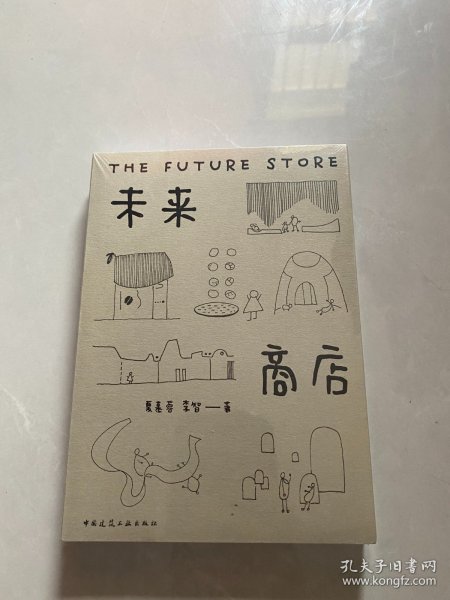 THE FUTURE STORE
未来
商店
夏慕蓉 李智——著
中国建筑工业出版社
孔夫子旧书网
www.kongfz.com